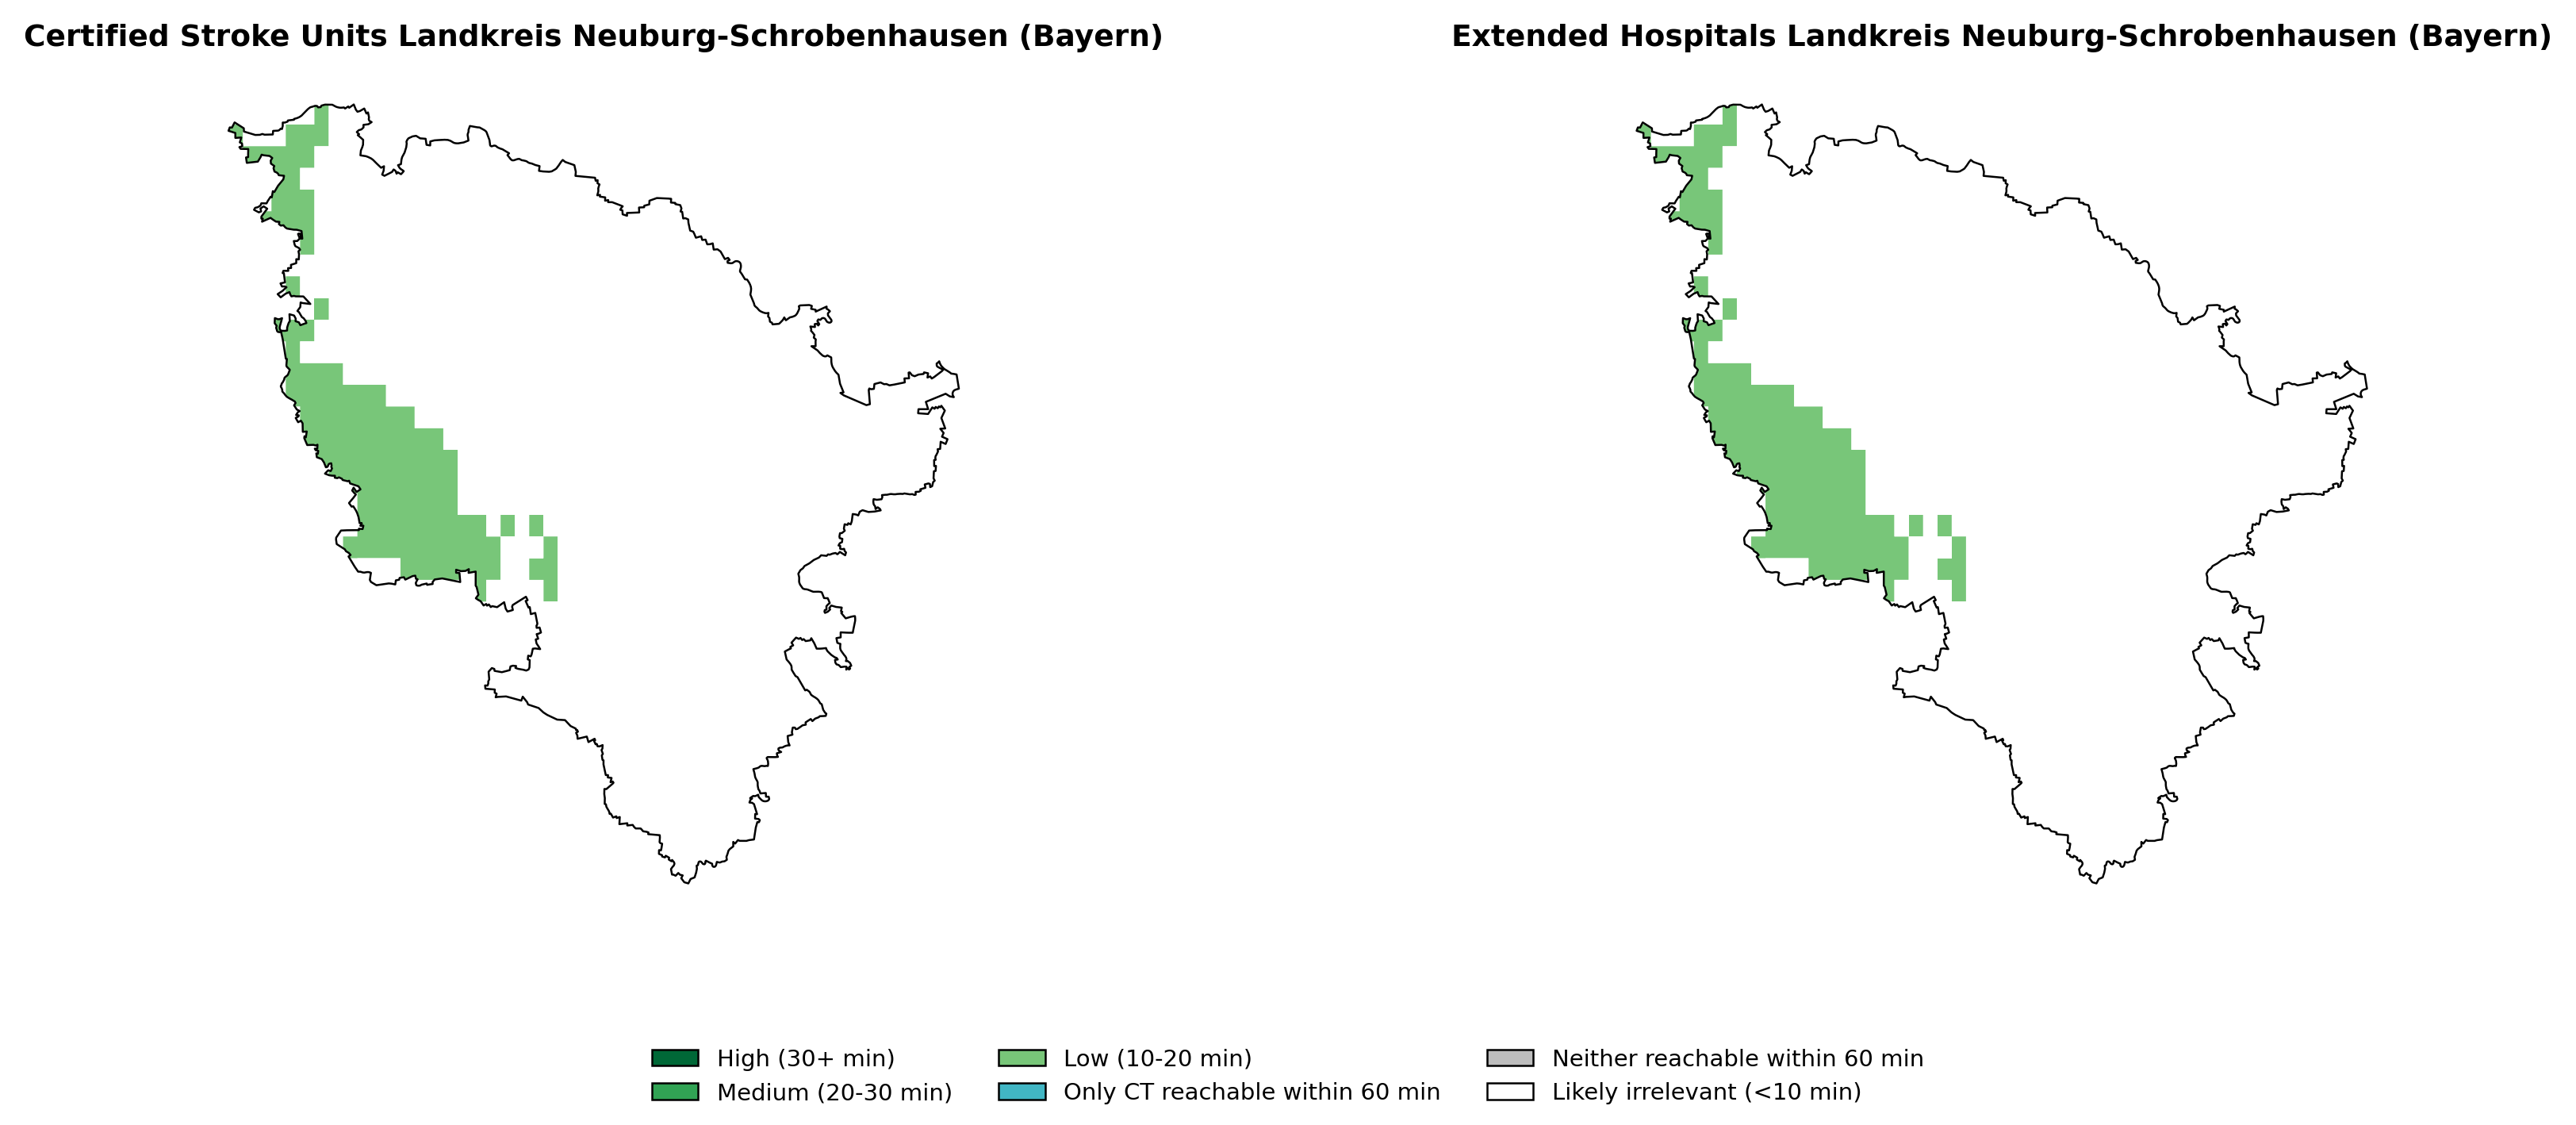 Certified Stroke Units Landkreis Neuburg-Schrobenhausen (Bayern)
Extended Hospitals Landkreis Neuburg-Schrobenhausen (Bayern)
High (30+ min)
Medium (20-30 min)
Low (10-20 min)
Only CT reachable within 60 min
Neither reachable within 60 min
Likely irrelevant (<10 min)